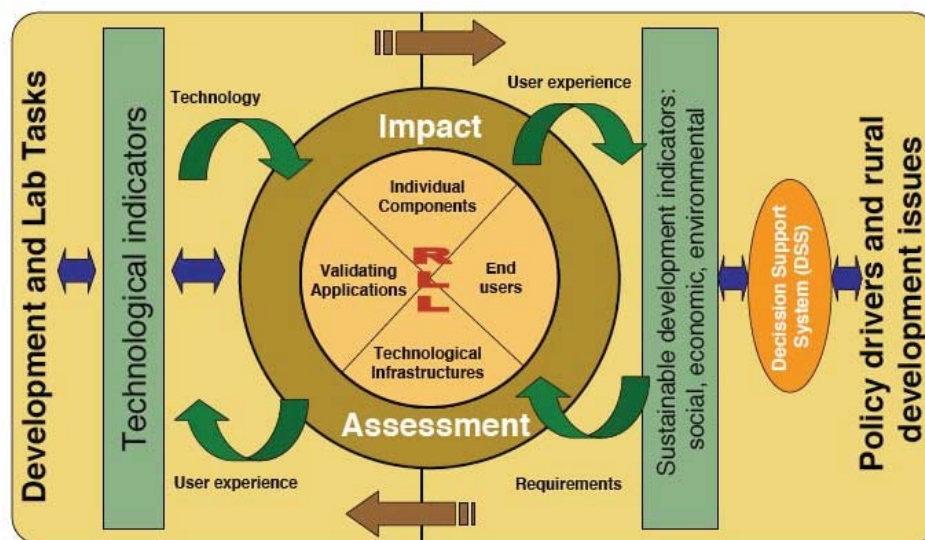 Development and Lab Tasks
Technological indicators
Technology
User experience
Impact
Individual
Components
Validating
Applications
RLL
End
users
Technological
Infrastructures
Assessment
User experience
Requirements
Sustainable development indicators:
social, economic, environmental
Decission Support
System (DSS)
Policy drivers and rural
development issues